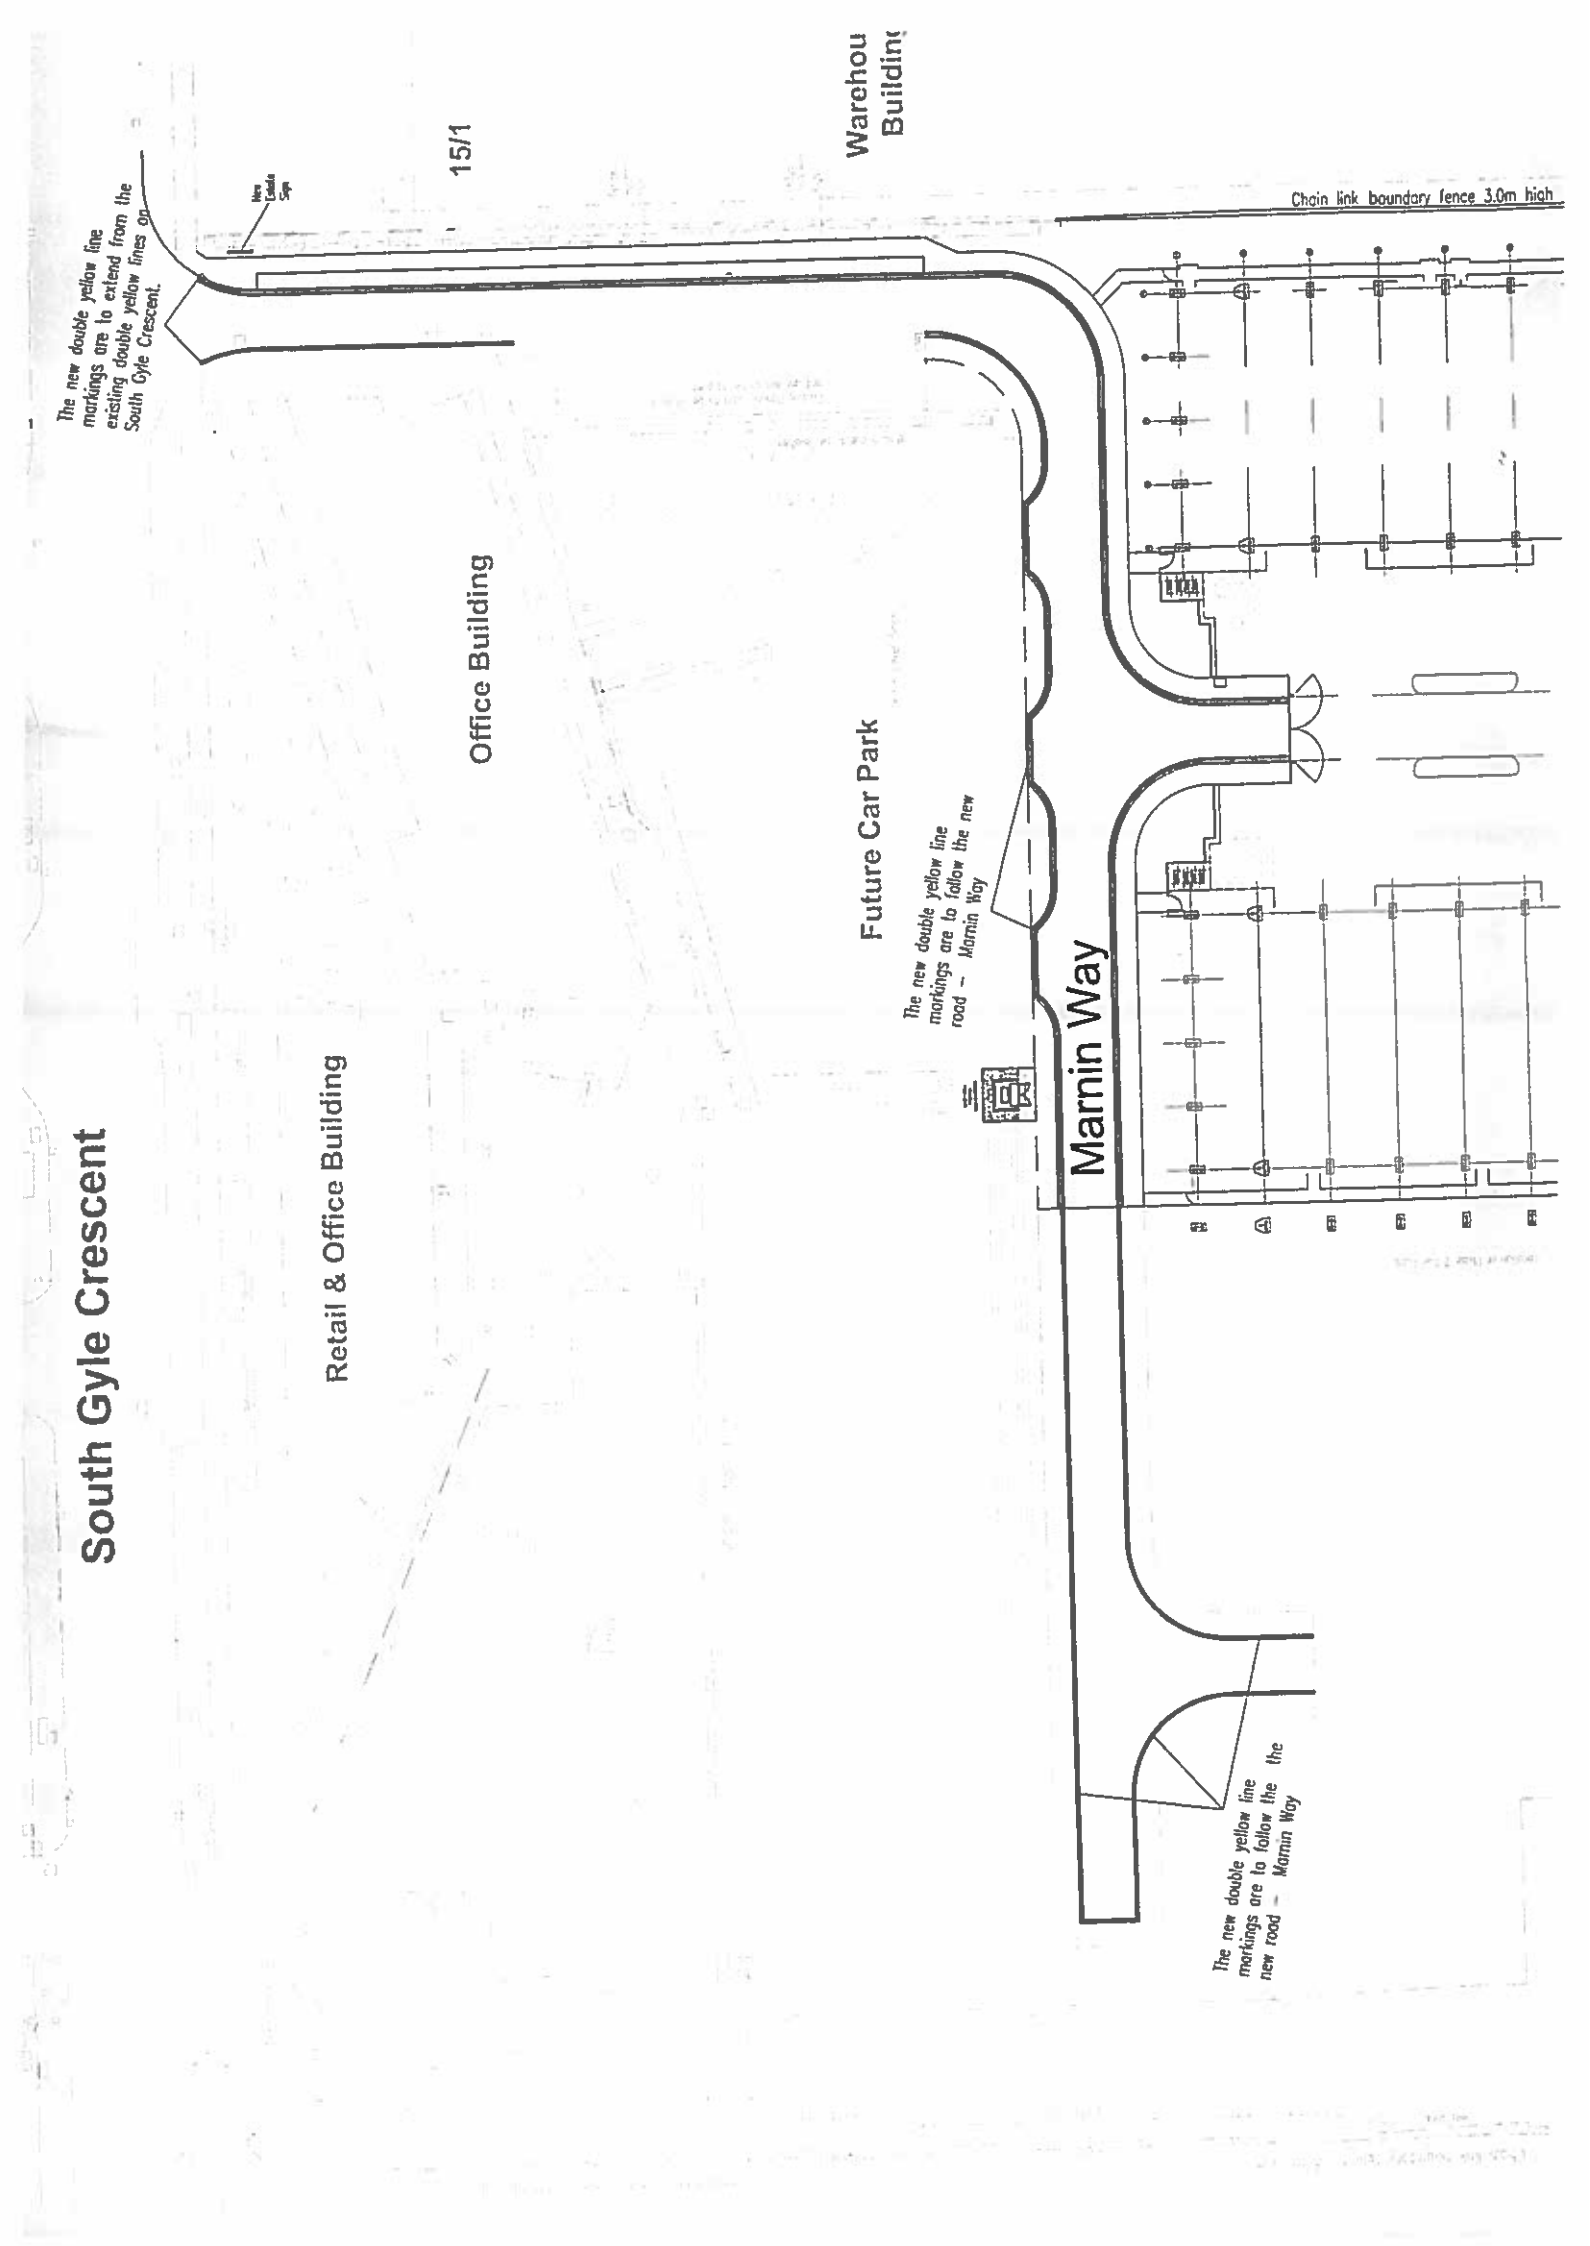 South Gyle Crescent
The new double yellow line
markings are to extend from the
existing double yellow lines on
South Gyle Crescent.
New
Estate
Sign
15/1
Retail & Office Building
Office Building
Warehou
Building
Future Car Park
The new double yellow line
markings are to follow the new
road – Marnin Way
Marnin Way
Chain link boundary fence 3.0m high
The new double yellow line
markings are to follow the the
new road – Marnin Way